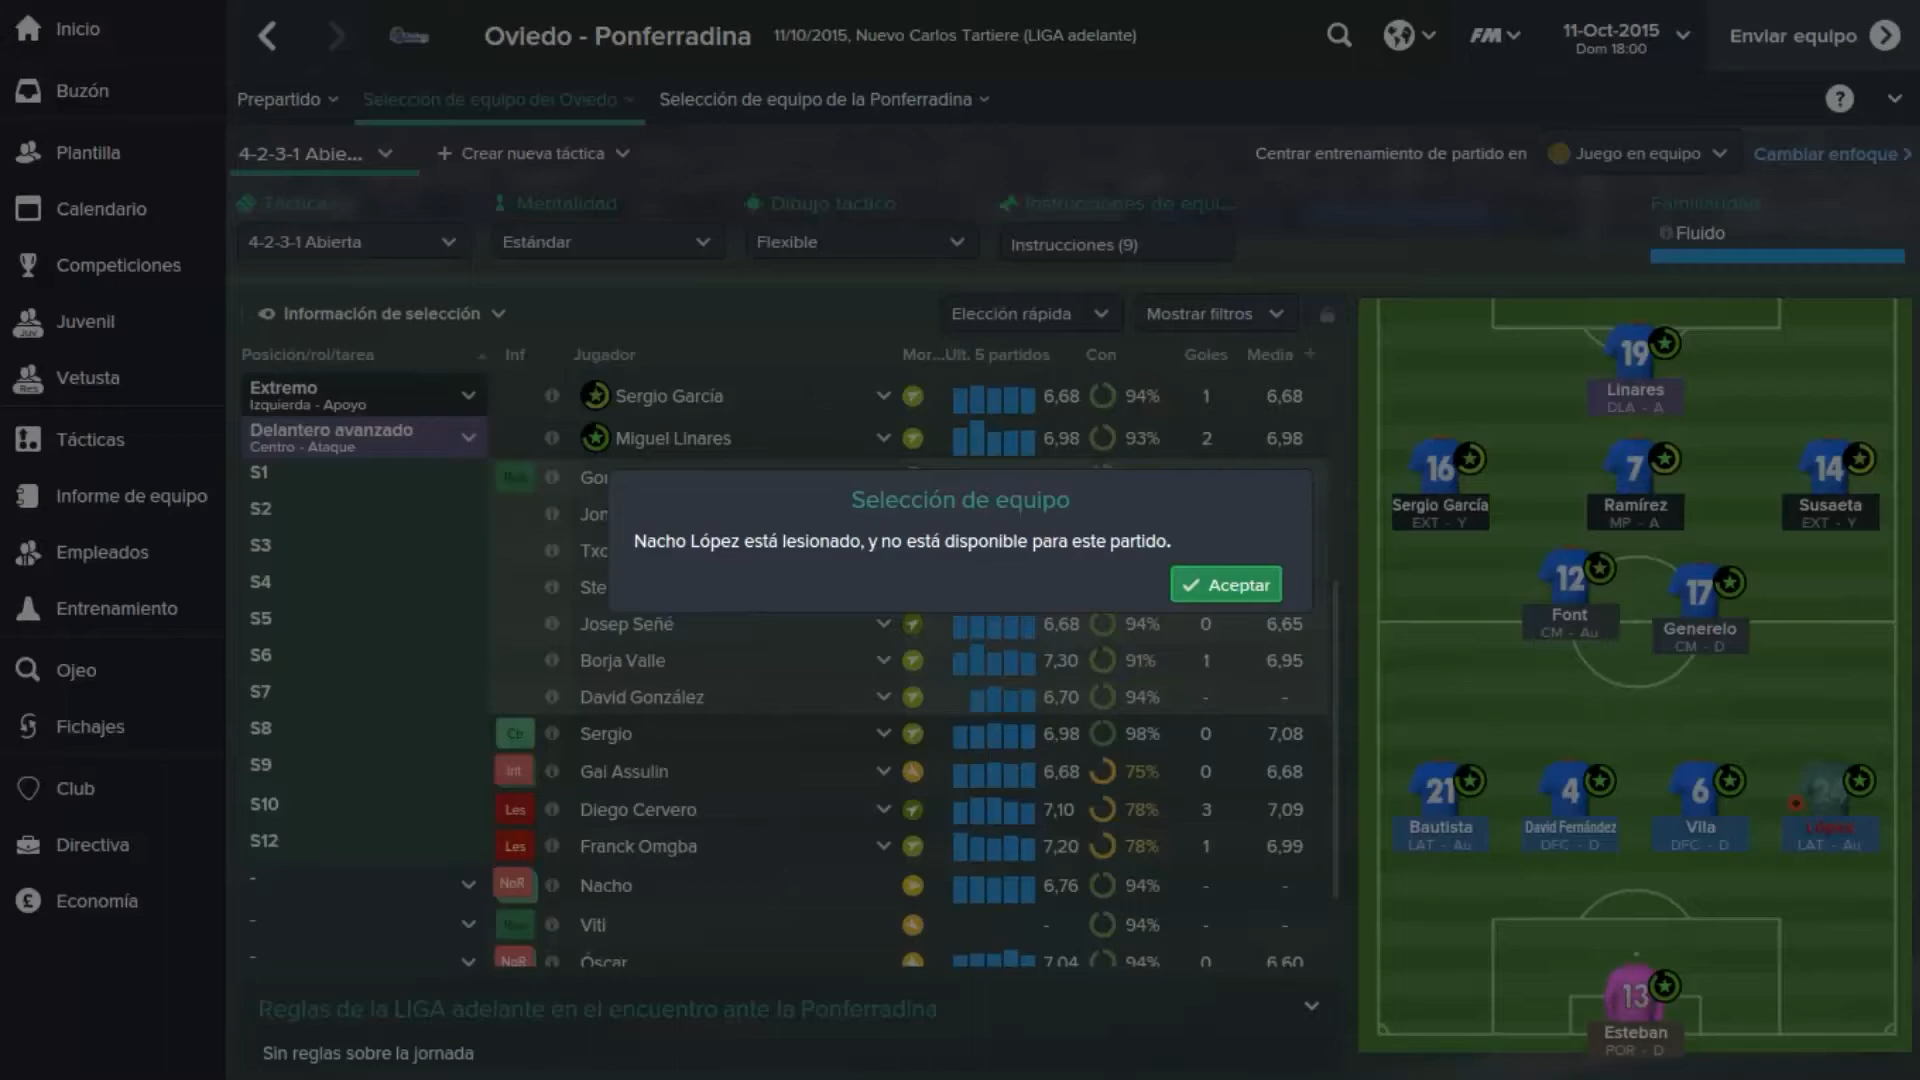 Inicio
Buzón
Plantilla
Calendario
Competiciones
Juvenil
Vetusta
Tácticas
Informe de equipo
Empleados
Entrenamiento
Ojeo
Fichajes
Club
Directiva
Economía
Oviedo - Ponferradina 11/10/2015, Nuevo Carlos Tartiere (LIGA adelante)
FM
11-Oct-2015
Dom 18:00
Enviar equipo
Prepartido Selección de equipo del Oviedo Selección de equipo de la Ponferradina
4-2-3-1 Abie... + Crear nueva táctica Centrar entrenamiento de partido en Juego en equipo Cambiar enfoque
Táctica Mentalidad Dibujo táctico Instrucciones de equi... Familiaridad
4-2-3-1 Abierta Estándar Flexible Instrucciones (9) Fluido
Información de selección Elección rápida Mostrar filtros
Posición/rol/tarea Inf Jugador Mor... Últ. 5 partidos Con Goles Media +
Extremo
Izquierda - Apoyo
Sergio García 6,68 94% 1 6,68
Delantero avanzado
Centro - Ataque
Miguel Linares 6,98 93% 2 6,98
S1 Gor
S2 Jon
S3 Txo
S4 Ste
Selección de equipo
Nacho López está lesionado, y no está disponible para este partido.
Aceptar
S5 Josep Señé 6,68 94% 0 6,65
S6 Borja Valle 7,30 91% 1 6,95
S7 David González 6,70 94% - -
S8 Sergio 6,98 98% 0 7,08
S9 Int Gai Assulin 6,68 75% 0 6,68
S10 Les Diego Cervero 7,10 78% 3 7,09
S12 Les Franck Omgba 7,20 78% 1 6,99
- NoR Nacho 6,76 94% - -
- Viti - 94% - -
- NoR Óscar 7,04 94% 0 6,60
Reglas de la LIGA adelante en el encuentro ante la Ponferradina
Sin reglas sobre la jornada
19
Linares
DLA - A
16
Sergio García
EXT - Y
7
Ramírez
MP - A
14
Susaeta
EXT - Y
12
Font
CM - Au
17
Generelo
CM - D
21
Bautista
LAT - Au
4
David Fernández
DFC - D
6
Vila
DFC - D
24
López
LAT - Au
13
Esteban
POR - D